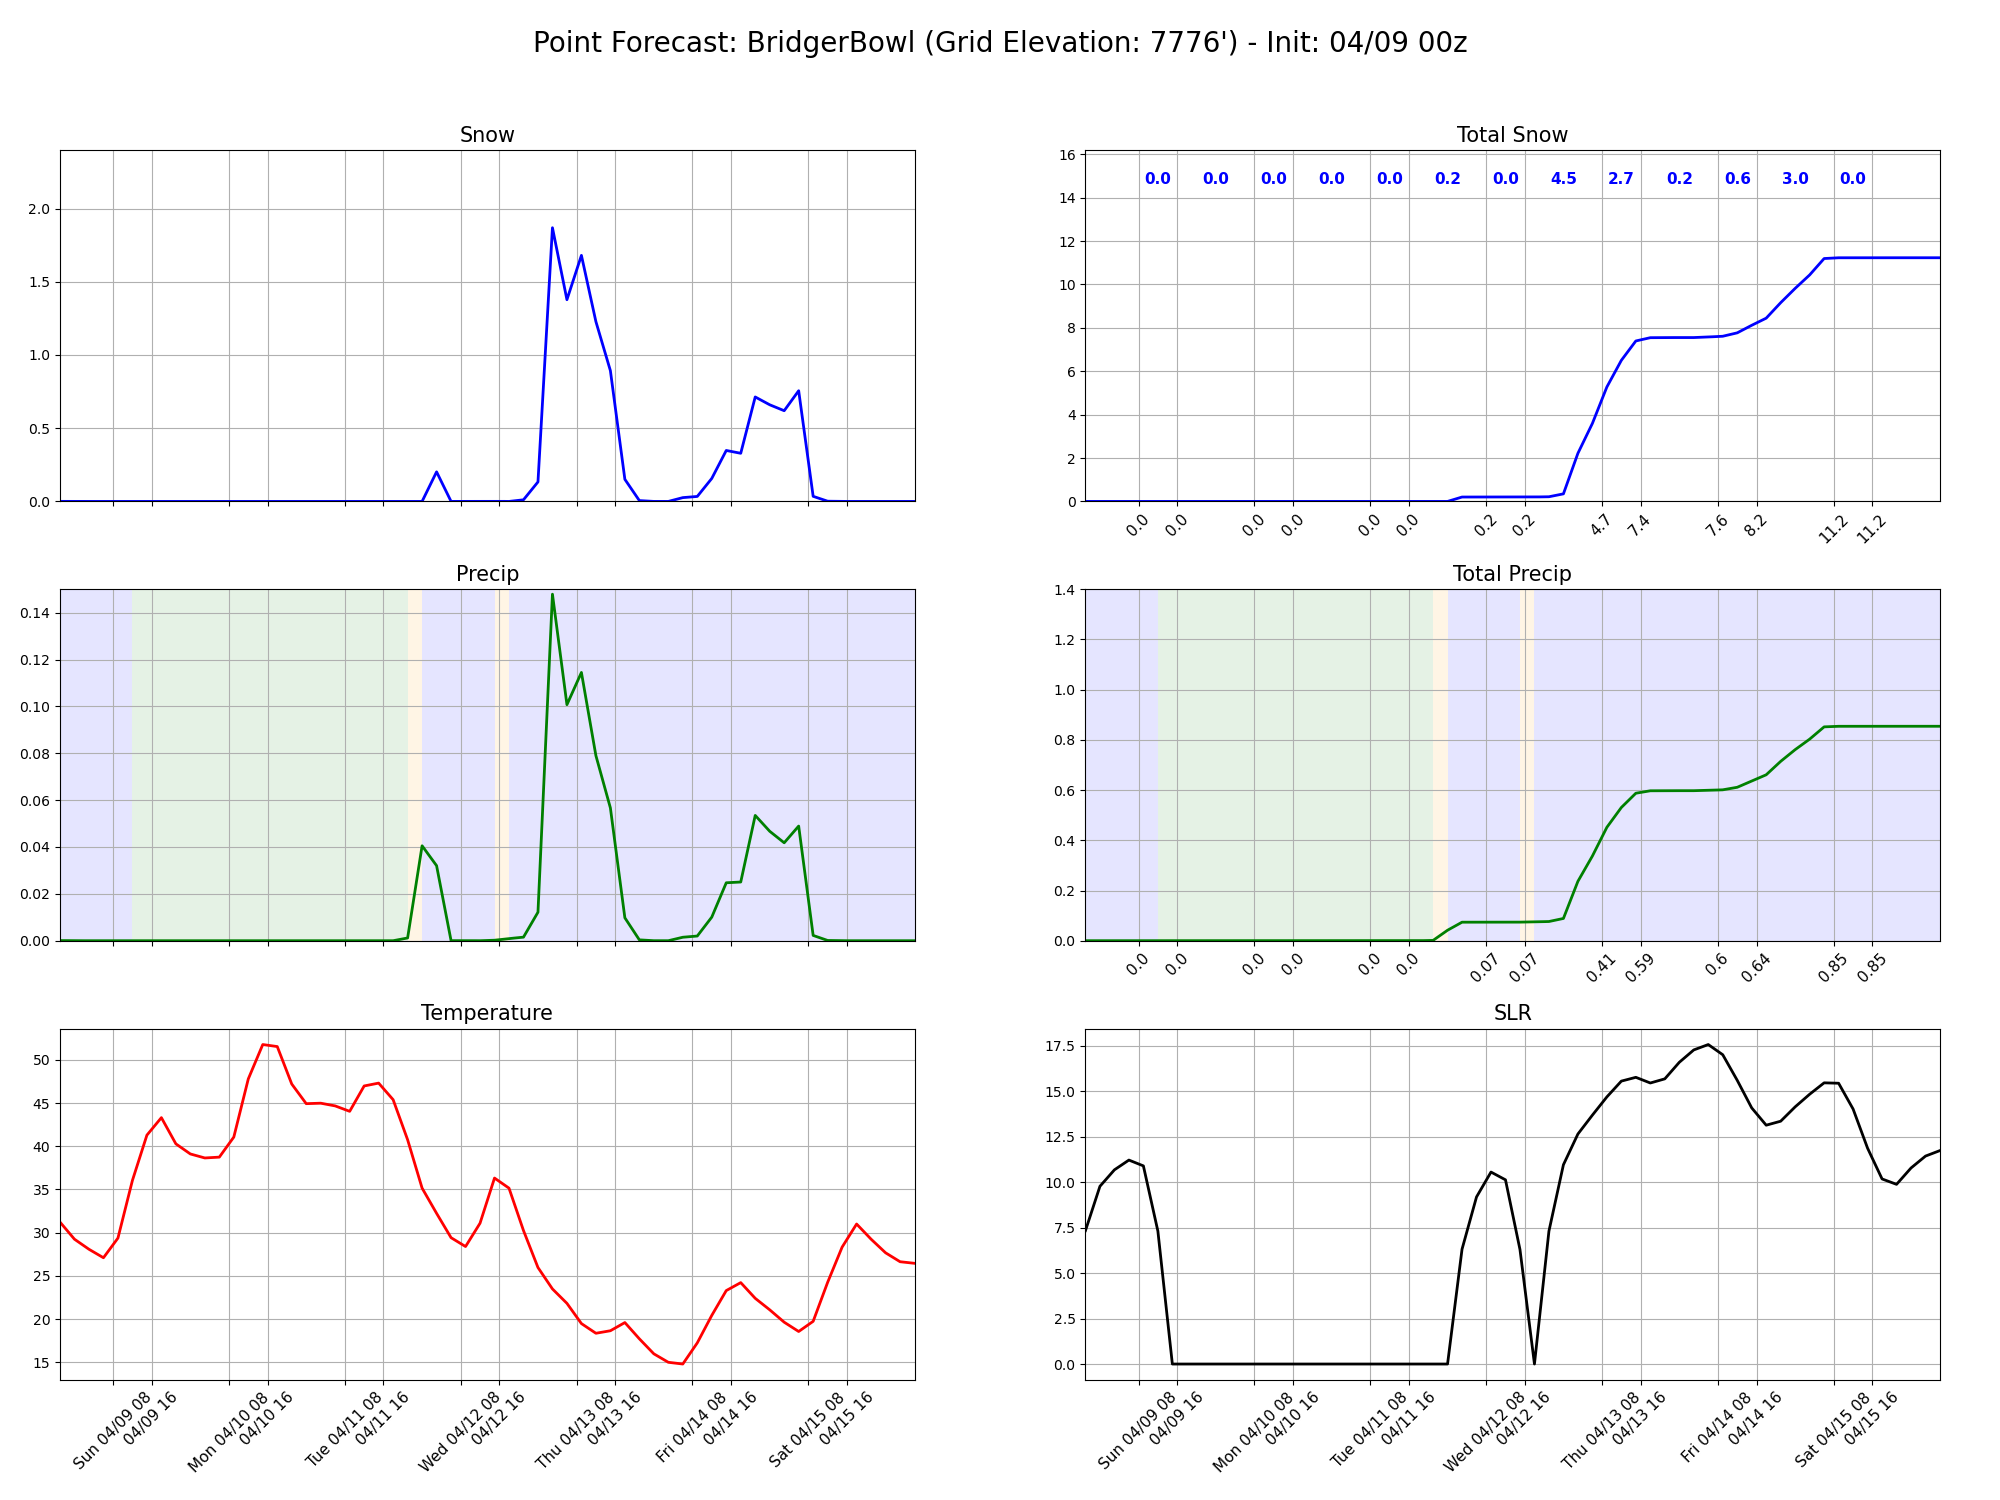 Point Forecast: BridgerBowl (Grid Elevation: 7776') - Init: 04/09 00z
Snow
2.0
1.5
1.0
0.5
0.0
Total Snow
16
14
12
10
8
6
4
2
0
0.0 0.0 0.0 0.0 0.0 0.2 0.0 4.5 2.7 0.2 0.6 3.0 0.0
0.0 0.0 0.0 0.0 0.0 0.0 0.2 0.2 4.7 7.4 7.6 8.2 11.2 11.2
Precip
0.14
0.12
0.10
0.08
0.06
0.04
0.02
0.00
Total Precip
1.4
1.2
1.0
0.8
0.6
0.4
0.2
0.0
0.0 0.0 0.0 0.0 0.0 0.0 0.07 0.07 0.41 0.59 0.6 0.64 0.85 0.85
Temperature
50
45
40
35
30
25
20
15
Sun 04/09 08
04/09 16
Mon 04/10 08
04/10 16
Tue 04/11 08
04/11 16
Wed 04/12 08
04/12 16
Thu 04/13 08
04/13 16
Fri 04/14 08
04/14 16
Sat 04/15 08
04/15 16
SLR
17.5
15.0
12.5
10.0
7.5
5.0
2.5
0.0
Sun 04/09 08
04/09 16
Mon 04/10 08
04/10 16
Tue 04/11 08
04/11 16
Wed 04/12 08
04/12 16
Thu 04/13 08
04/13 16
Fri 04/14 08
04/14 16
Sat 04/15 08
04/15 16